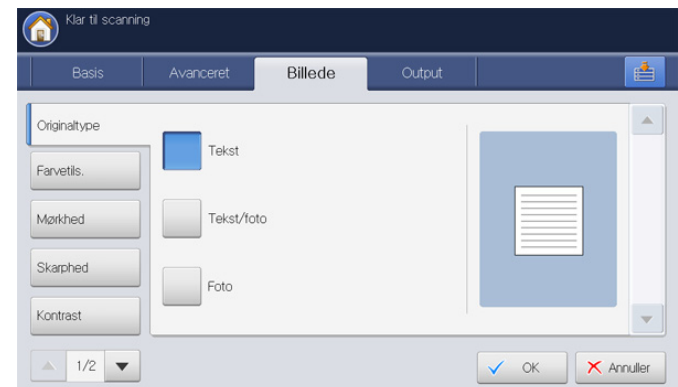 Klar til scanning
Basis
Avanceret
Billede
Output
Originaltype
Farvetils.
Mørkhed
Skarphed
Kontrast
Tekst
Tekst/foto
Foto
1/2
OK
Annuller